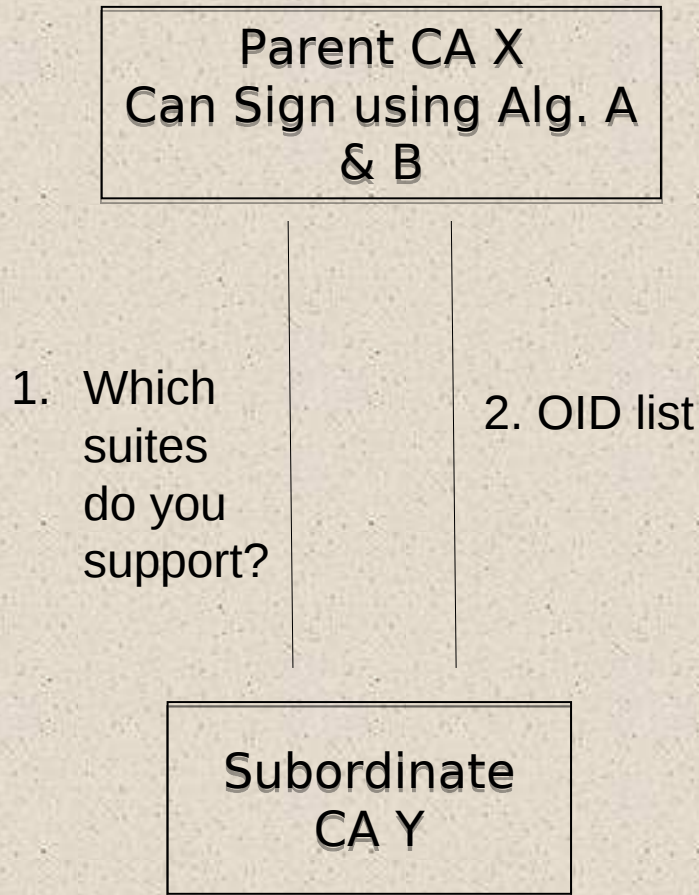 Parent CA X
Can Sign using Alg. A
& B
1. Which
suites
do you
support?
2. OID list
Subordinate
CA Y